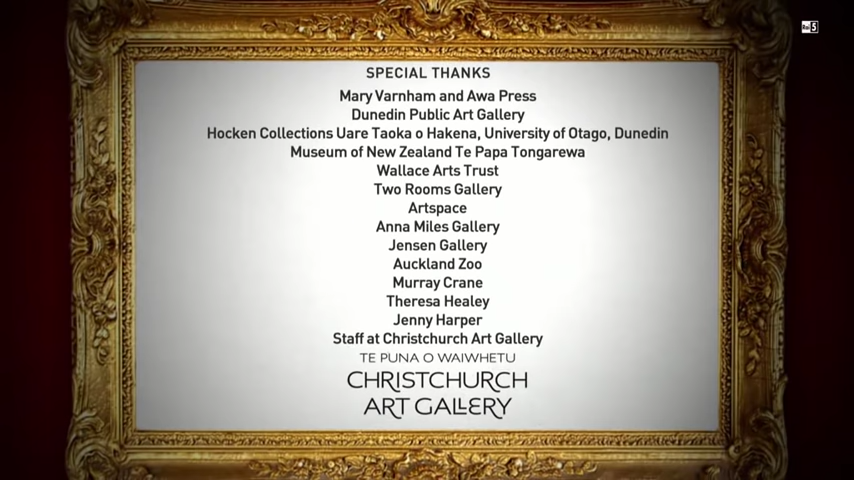 Rai 5
SPECIAL THANKS
Mary Varnham and Awa Press
Dunedin Public Art Gallery
Hocken Collections Uare Taoka o Hakena, University of Otago, Dunedin
Museum of New Zealand Te Papa Tongarewa
Wallace Arts Trust
Two Rooms Gallery
Artspace
Anna Miles Gallery
Jensen Gallery
Auckland Zoo
Murray Crane
Theresa Healey
Jenny Harper
Staff at Christchurch Art Gallery
TE PUNA O WAIWHETU
CHRISTCHURCH
ART GALLERY